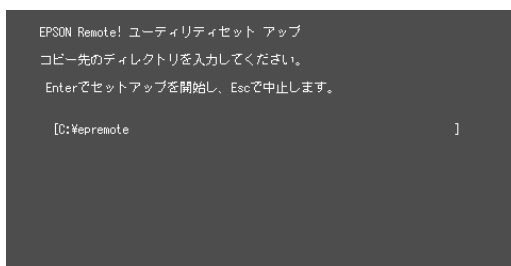 EPSON Remote! ユーティリティセット アップ
コピー先のディレクトリを入力してください。
Enterでセットアップを開始し、Escで中止します。
[C:¥epremote ]